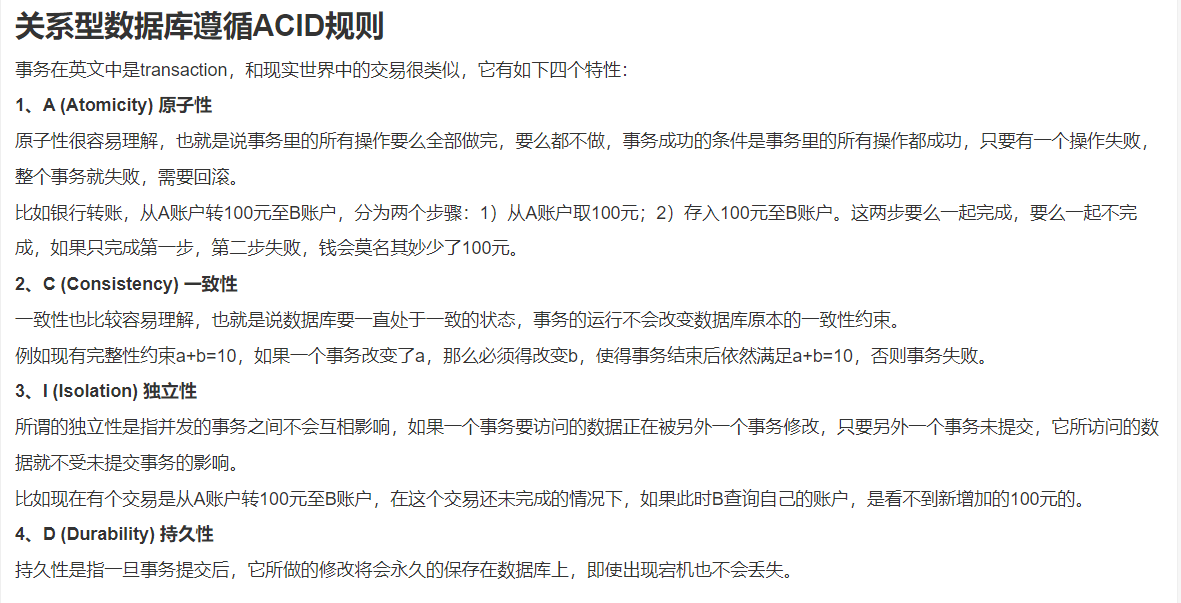 关系型数据库遵循ACID规则
事务在英文中是transaction，和现实世界中的交易很类似，它有如下四个特性：
1、A (Atomicity) 原子性
原子性很容易理解，也就是说事务里的所有操作要么全部做完，要么都不做，事务成功的条件是事务里的所有操作都成功，只要有一个操作失败，
整个事务就失败，需要回滚。
比如银行转账，从A账户转100元至B账户，分为两个步骤：1）从A账户取100元；2）存入100元至B账户。这两步要么一起完成，要么一起不完
成，如果只完成第一步，第二步失败，钱会莫名其妙少了100元。
2、C (Consistency) 一致性
一致性也比较容易理解，也就是说数据库要一直处于一致的状态，事务的运行不会改变数据库原本的一致性约束。
例如现有完整性约束a+b=10，如果一个事务改变了a，那么必须得改变b，使得事务结束后依然满足a+b=10，否则事务失败。
3、I (Isolation) 独立性
所谓的独立性是指并发的事务之间不会互相影响，如果一个事务要访问的数据正在被另外一个事务修改，只要另外一个事务未提交，它所访问的数
据就不受未提交事务的影响。
比如现在有个交易是从A账户转100元至B账户，在这个交易还未完成的情况下，如果此时B查询自己的账户，是看不到新增加的100元的。
4、D (Durability) 持久性
持久性是指一旦事务提交后，它所做的修改将会永久的保存在数据库上，即使出现宕机也不会丢失。